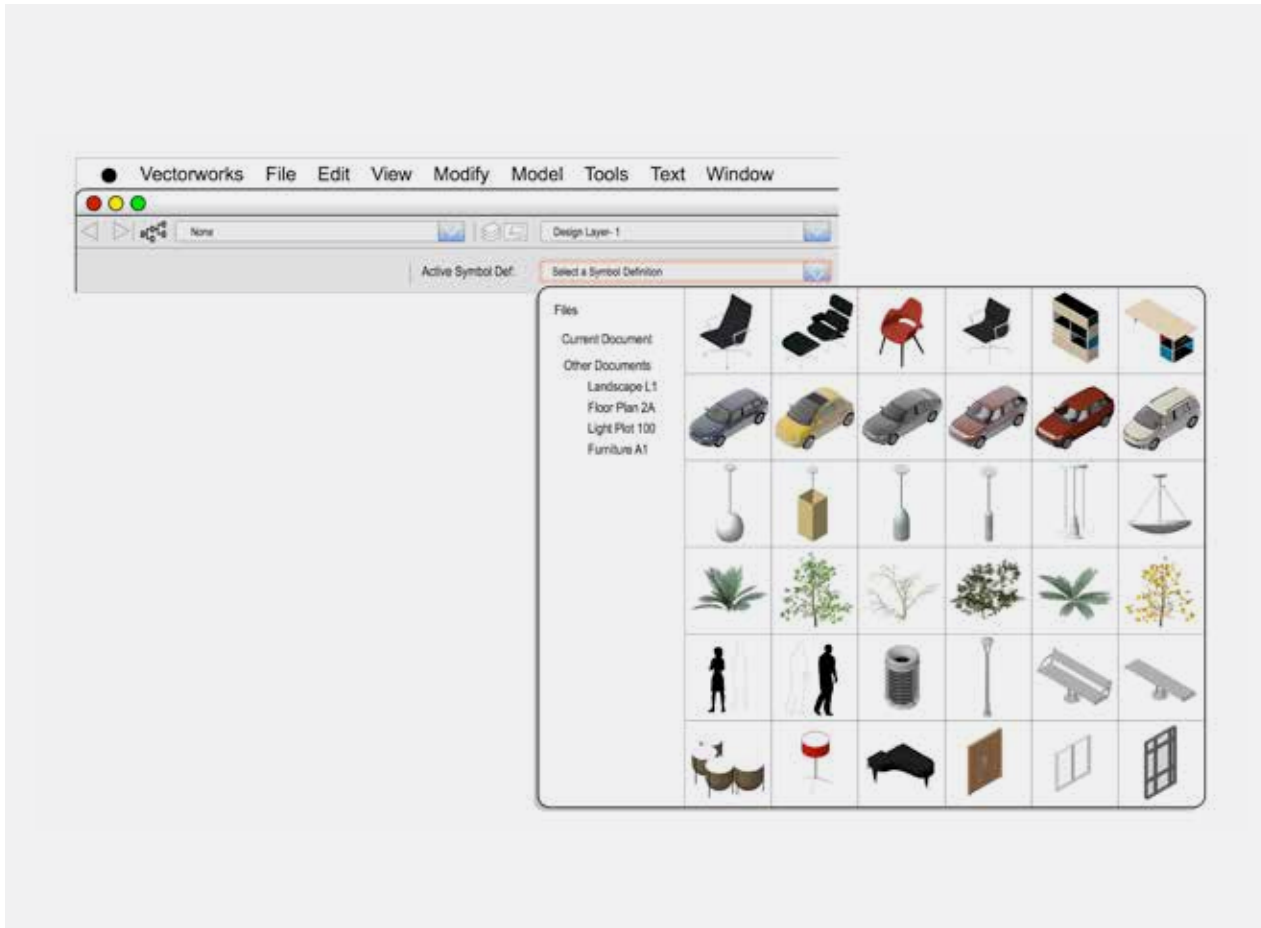 Vectorworks File Edit View Modify Model Tools Text Window
None Design Layer- 1
Active Symbol Def: Select a Symbol Definition
Files
Current Document
Other Documents
Landscape L1
Floor Plan 2A
Light Plot 100
Furniture A1